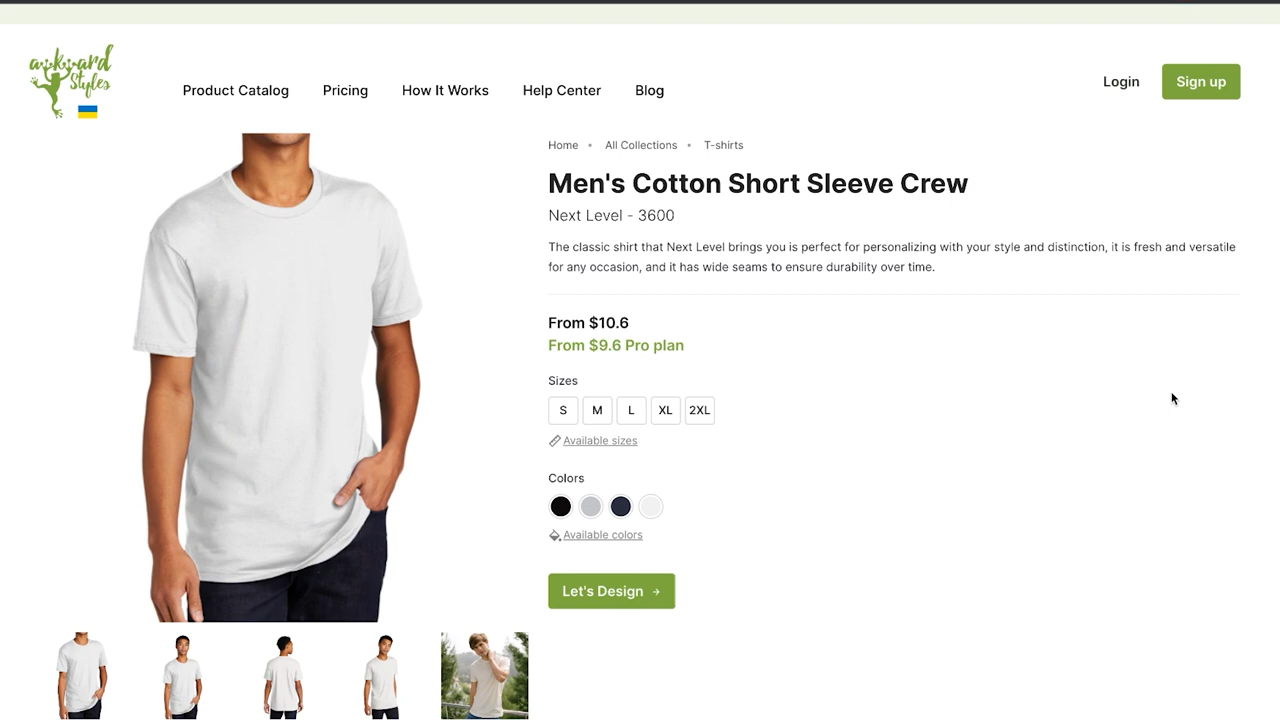 awkward
Styles
Product Catalog
Pricing
How It Works
Help Center
Blog
Login
Sign up
Home • All Collections • T-shirts
Men's Cotton Short Sleeve Crew
Next Level - 3600
The classic shirt that Next Level brings you is perfect for personalizing with your style and distinction, it is fresh and versatile
for any occasion, and it has wide seams to ensure durability over time.
From $10.6
From $9.6 Pro plan
Sizes
S M L XL 2XL
Available sizes
Colors
Available colors
Let's Design →